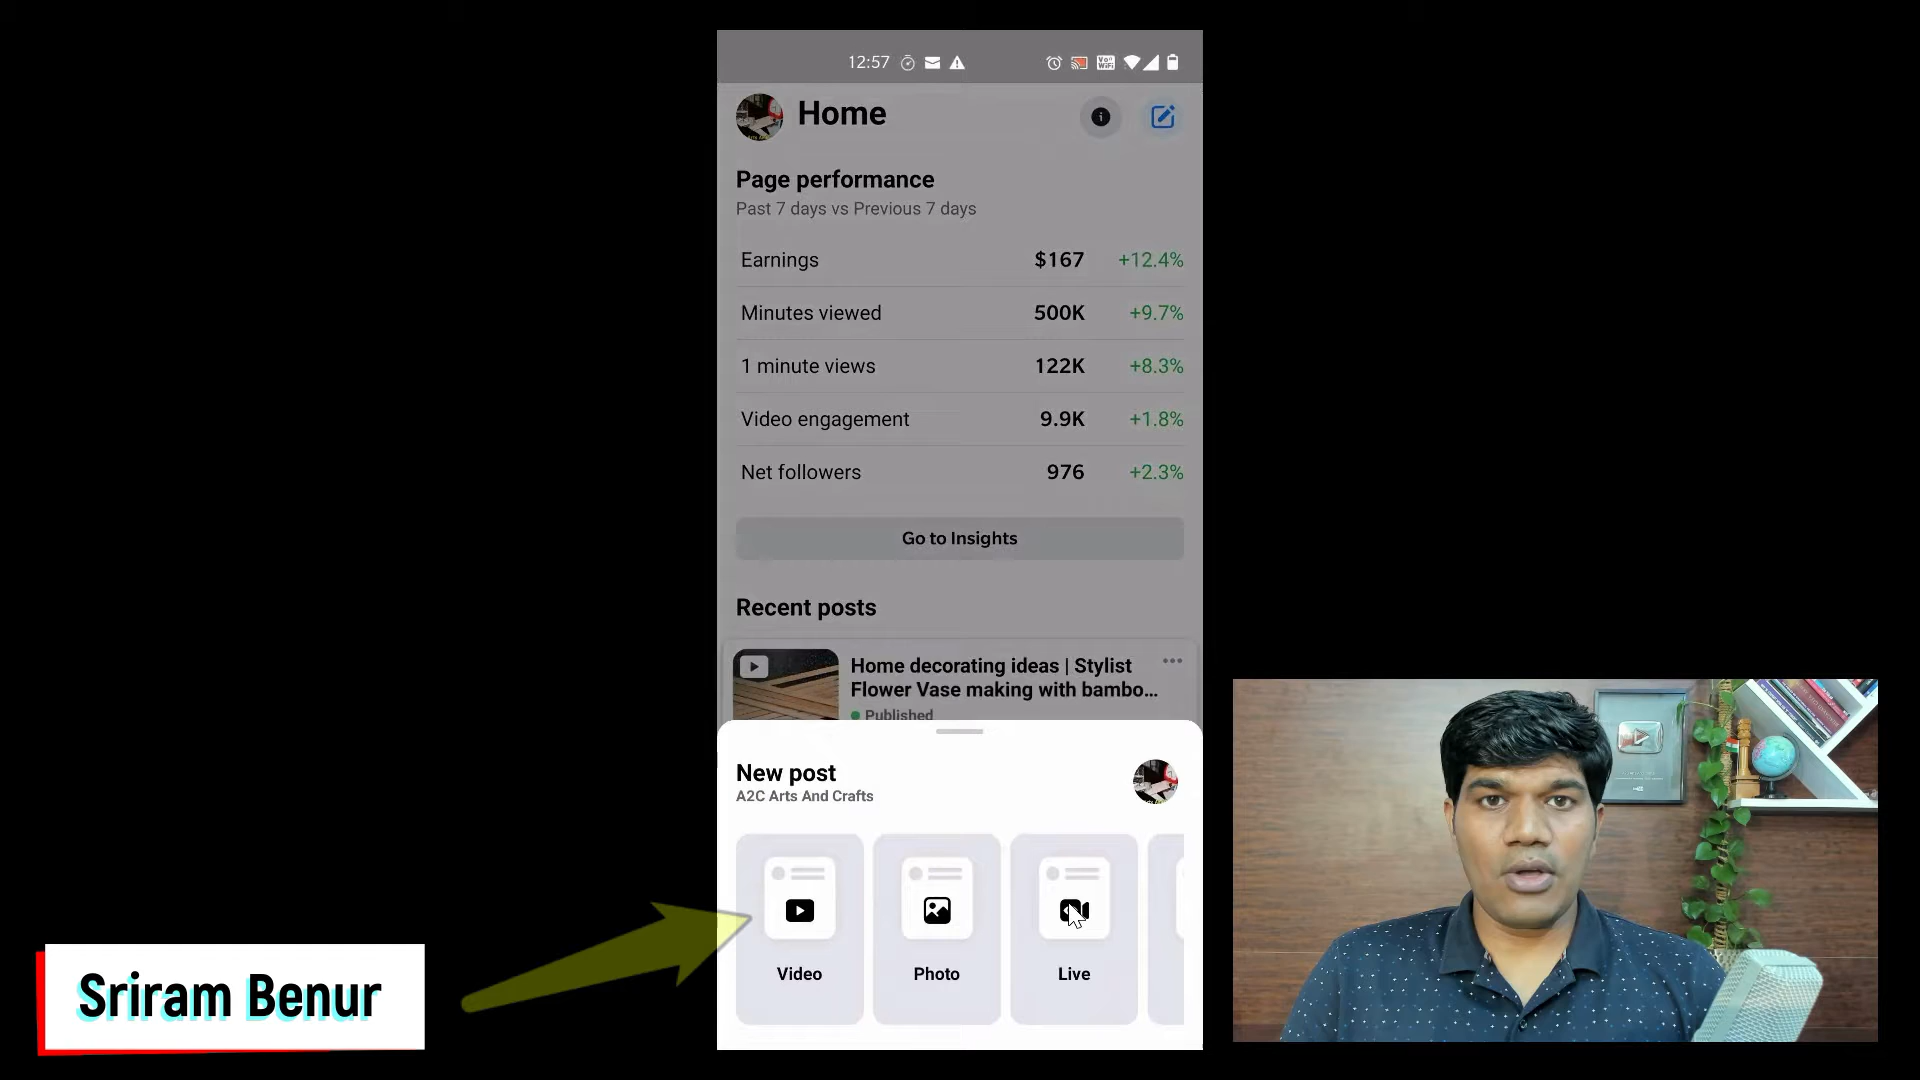 12:57
Vo)) WiFi
Home
Page performance
Past 7 days vs Previous 7 days
Earnings $167 +12.4%
Minutes viewed 500K +9.7%
1 minute views 122K +8.3%
Video engagement 9.9K +1.8%
Net followers 976 +2.3%
Go to Insights
Recent posts
Home decorating ideas | Stylist
Flower Vase making with bambo...
Published
New post
A2C Arts And Crafts
Video Photo Live
Sriram Benur